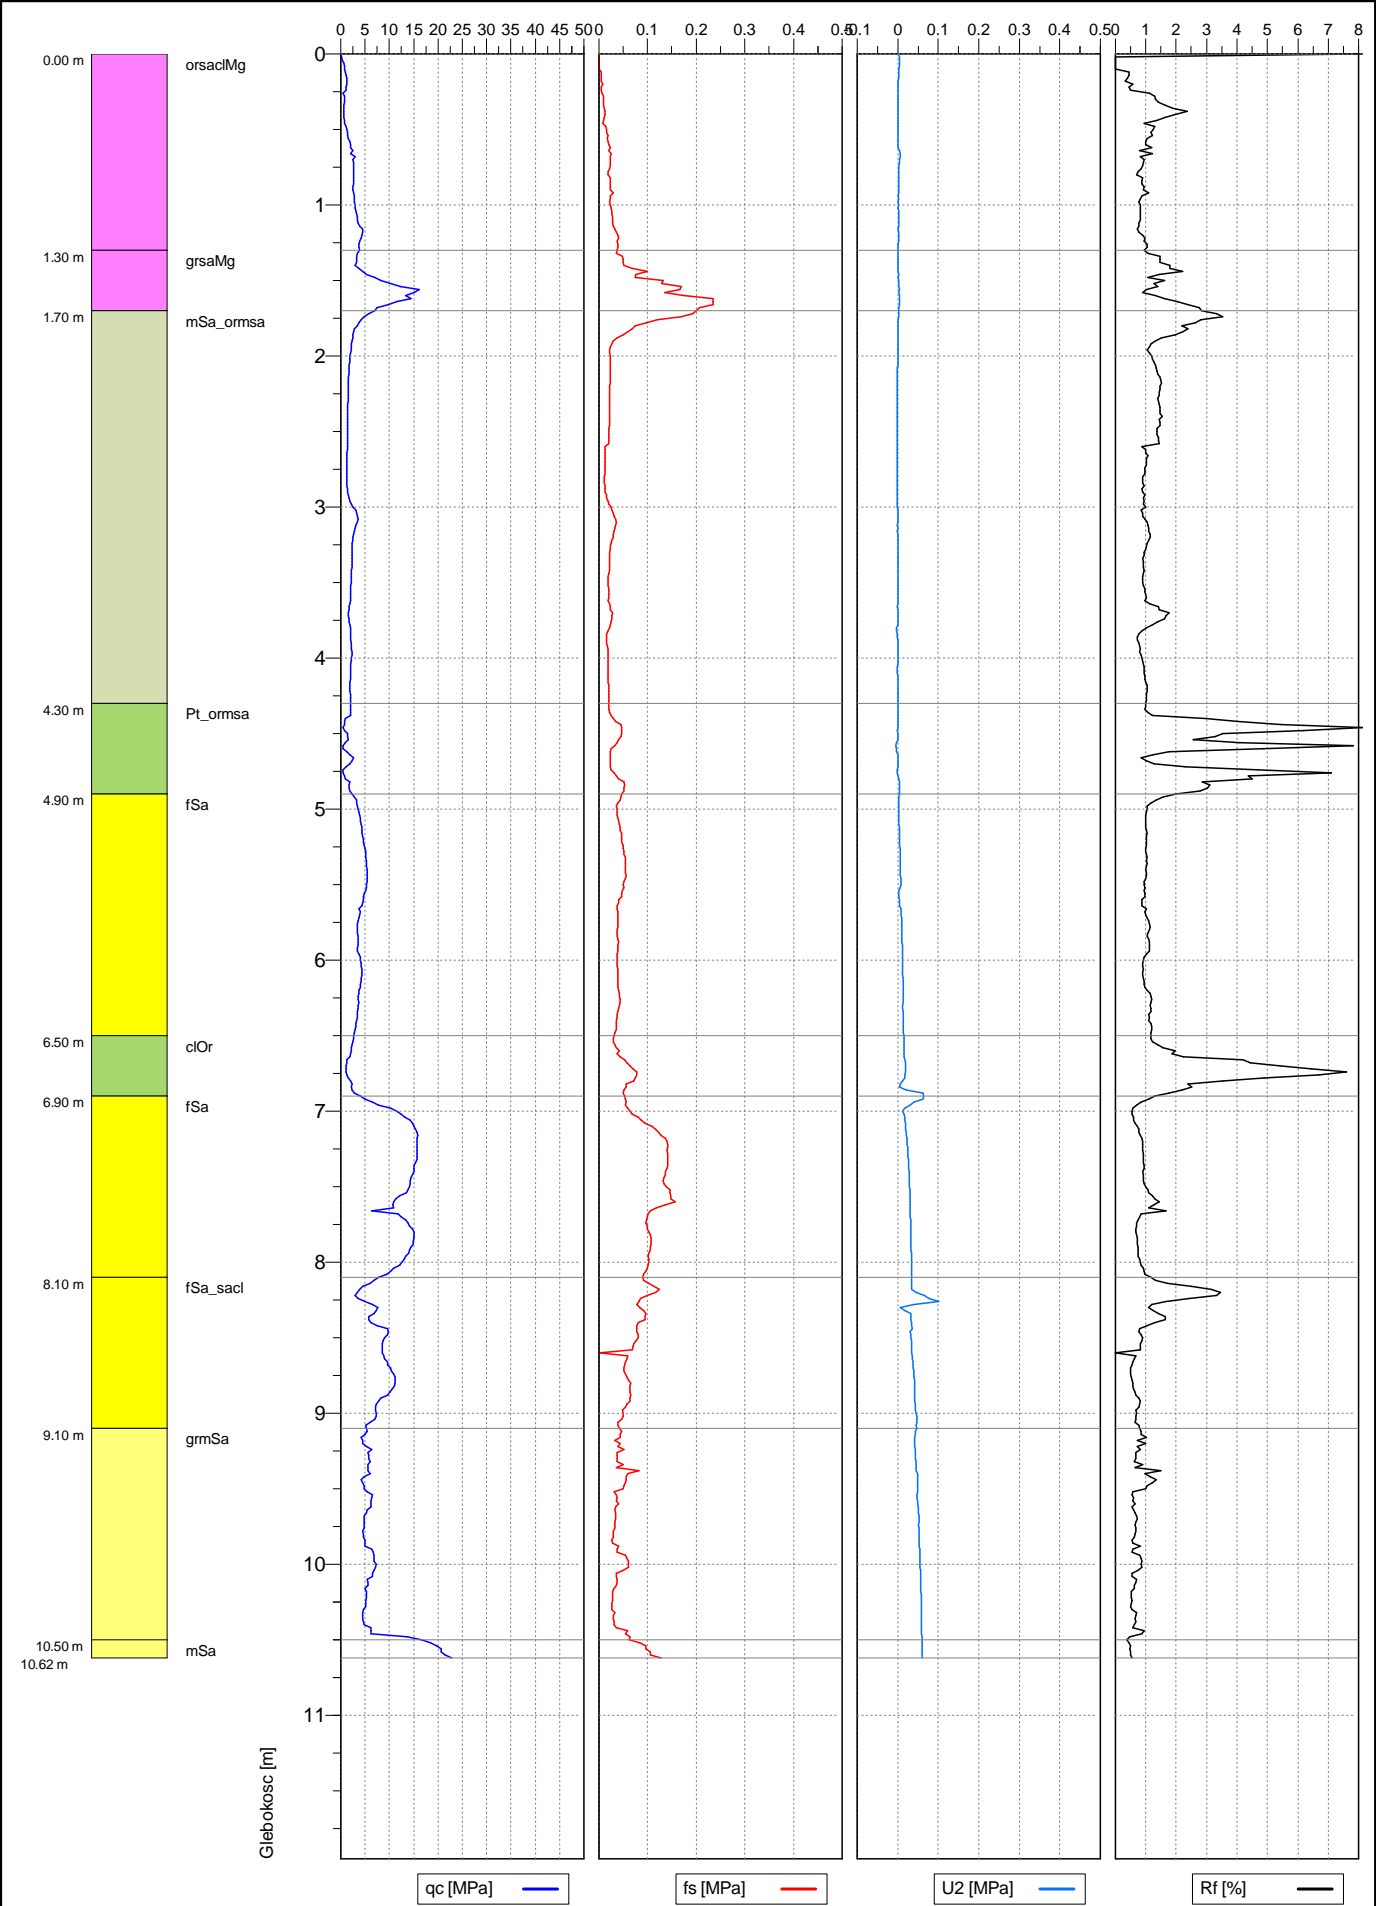 0 5 10 15 20 25 30 35 40 45 50
0 0.1 0.2 0.3 0.4 0.5
0.1 0 0.1 0.2 0.3 0.4 0.5
0 1 2 3 4 5 6 7 8
0.00 m orsaclMg
1.30 m grsaMg
1.70 m mSa_ormsa
4.30 m Pt_ormsa
4.90 m fSa
6.50 m clOr
6.90 m fSa
8.10 m fSa_sacl
9.10 m grmSa
10.50 m mSa
10.62 m
0
1
2
3
4
5
6
7
8
9
10
11
Glebokosc [m]
qc [MPa]
fs [MPa]
U2 [MPa]
Rf [%]